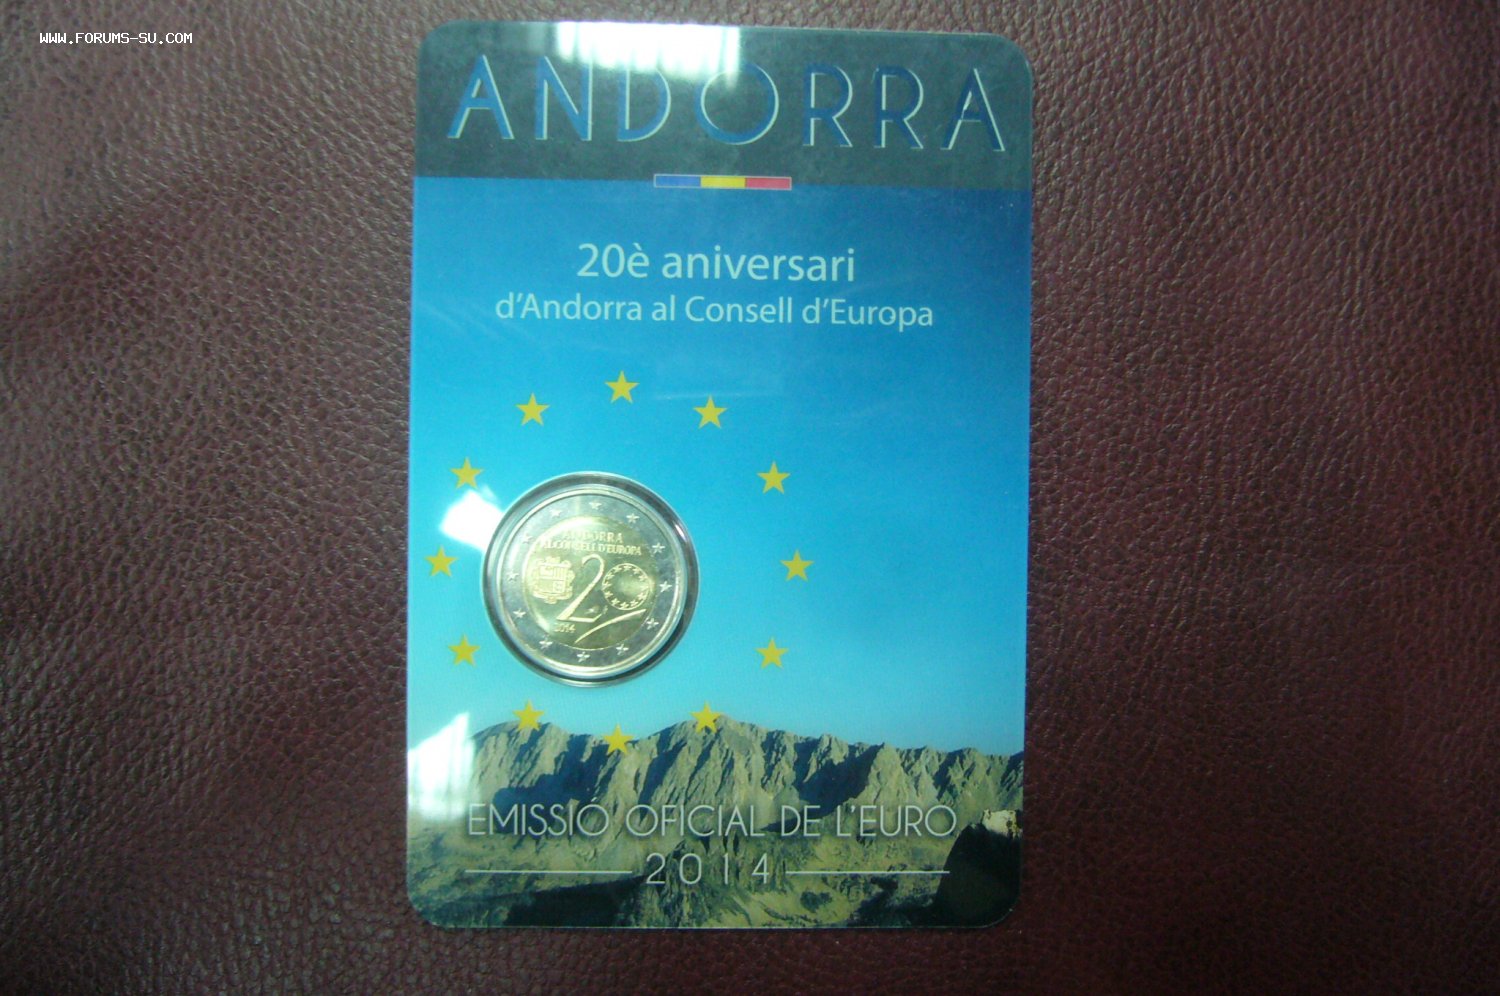 WWW.FORUMS-SU.COM
ANDORRA
20è aniversari
d'Andorra al Consell d'Europa
ANDORRA
AL CONSELL D'EUROPA
20
2014
EMISSIÓ OFICIAL DE L'EURO
2014